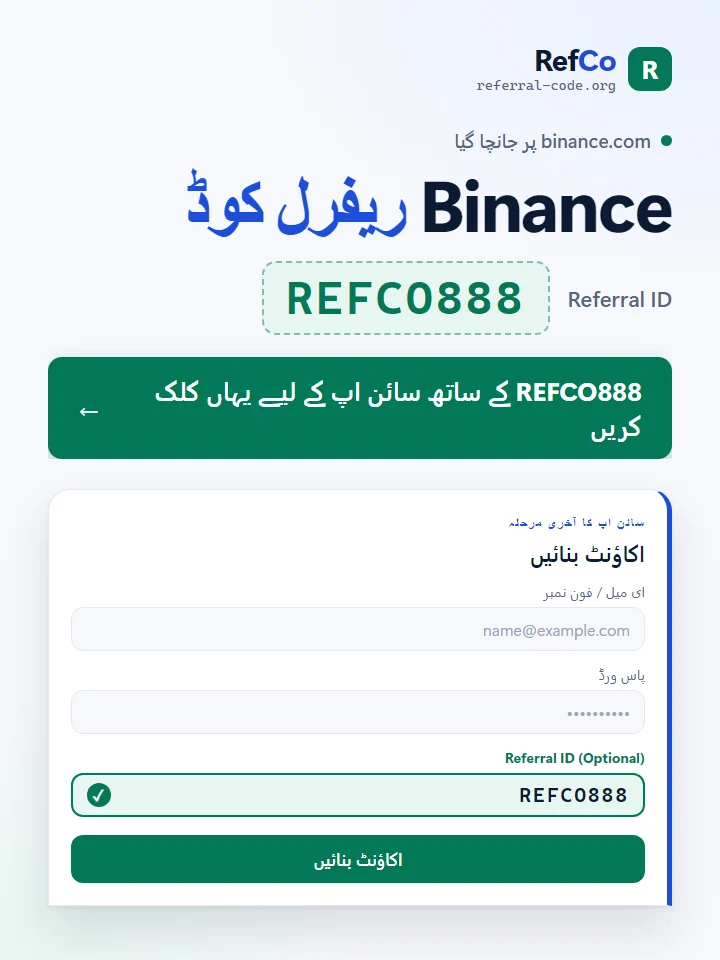 RefCo
R
referral-code.org
binance.com پر جانچا گیا
Binance ریفرل کوڈ
Referral ID
REFCO888
REFCO888 کے ساتھ سائن اپ کے لیے یہاں کلک
کریں
←
سائن اپ کا آخری مرحلہ
اکاؤنٹ بنائیں
ای میل / فون نمبر
name@example.com
پاس ورڈ
••••••••••
Referral ID (Optional)
REFCO888
اکاؤنٹ بنائیں